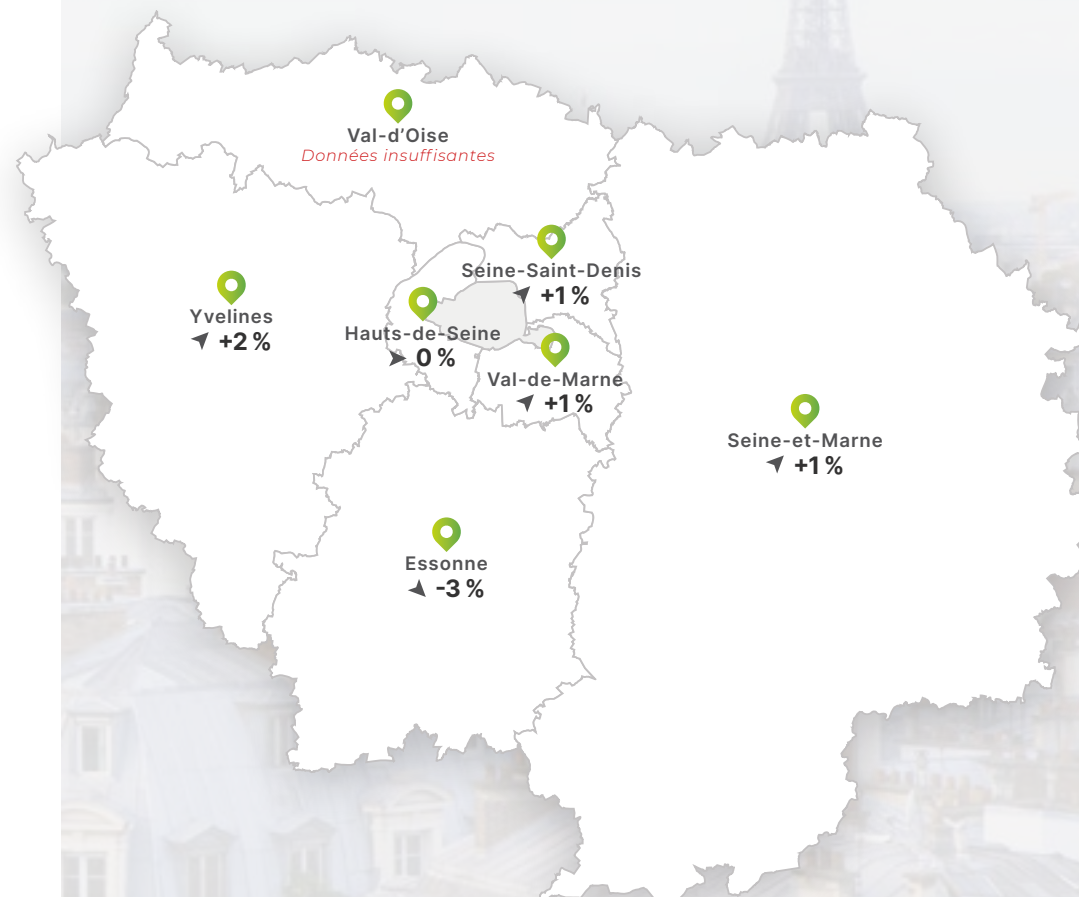 Val-d’Oise
Données insuffisantes
Seine-Saint-Denis
+1 %
Yvelines
+2 %
Hauts-de-Seine
0 %
Val-de-Marne
+1 %
Seine-et-Marne
+1 %
Essonne
-3 %